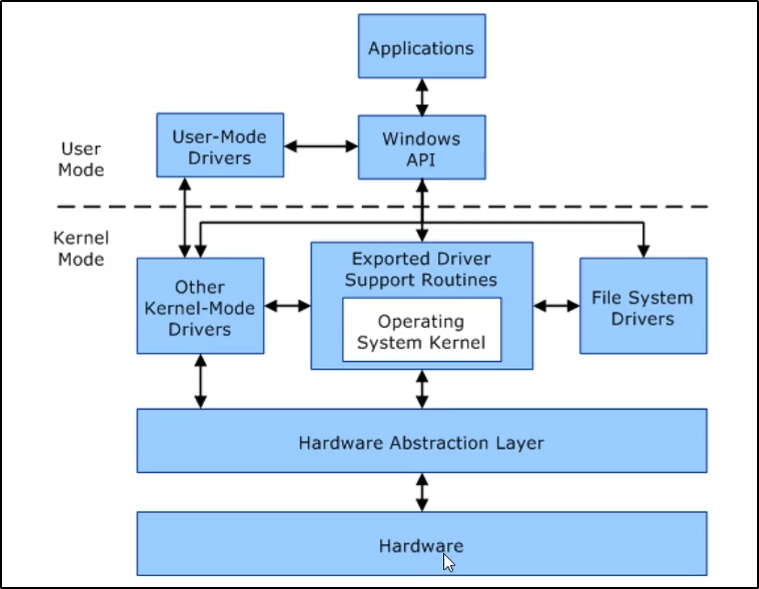 Applications
User-Mode
Drivers
Windows
API
User
Mode
Kernel
Mode
Other
Kernel-Mode
Drivers
Exported Driver
Support Routines
Operating
System Kernel
File System
Drivers
Hardware Abstraction Layer
Hardware